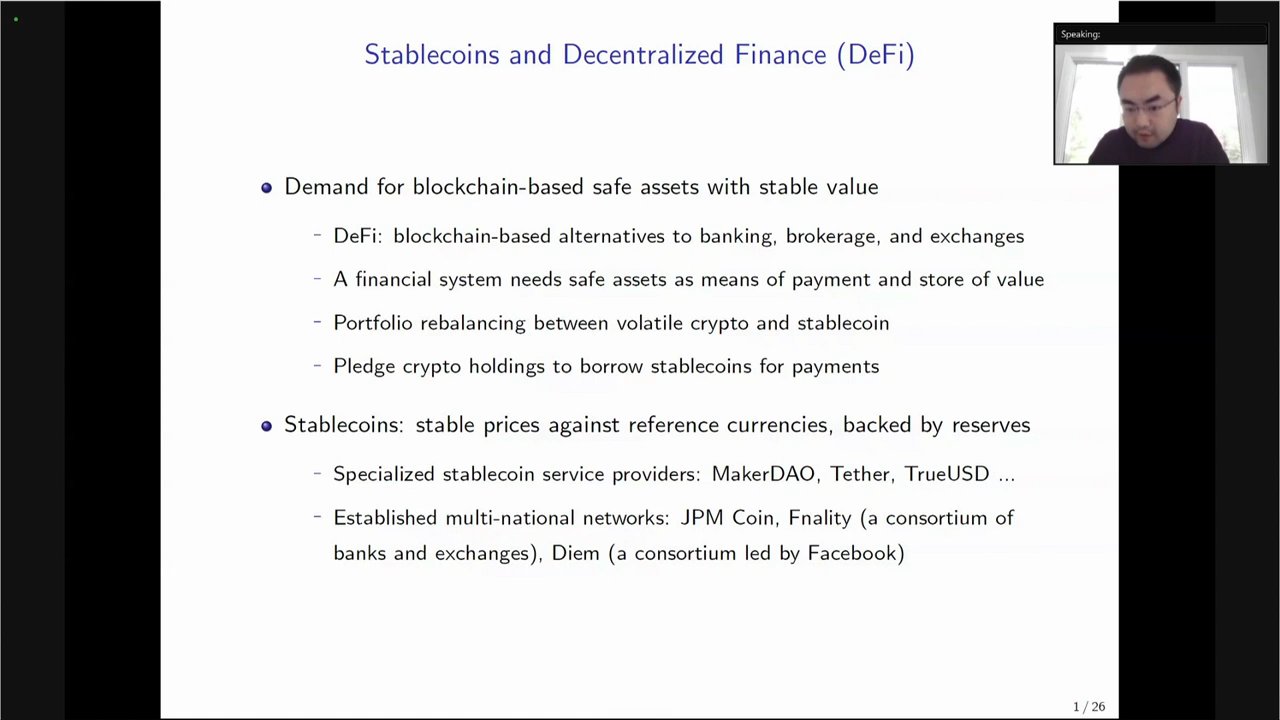 Stablecoins and Decentralized Finance (DeFi)
Speaking:
Demand for blockchain-based safe assets with stable value
– DeFi: blockchain-based alternatives to banking, brokerage, and exchanges
– A financial system needs safe assets as means of payment and store of value
– Portfolio rebalancing between volatile crypto and stablecoin
– Pledge crypto holdings to borrow stablecoins for payments
Stablecoins: stable prices against reference currencies, backed by reserves
– Specialized stablecoin service providers: MakerDAO, Tether, TrueUSD ...
– Established multi-national networks: JPM Coin, Fnality (a consortium of
banks and exchanges), Diem (a consortium led by Facebook)
1 / 26